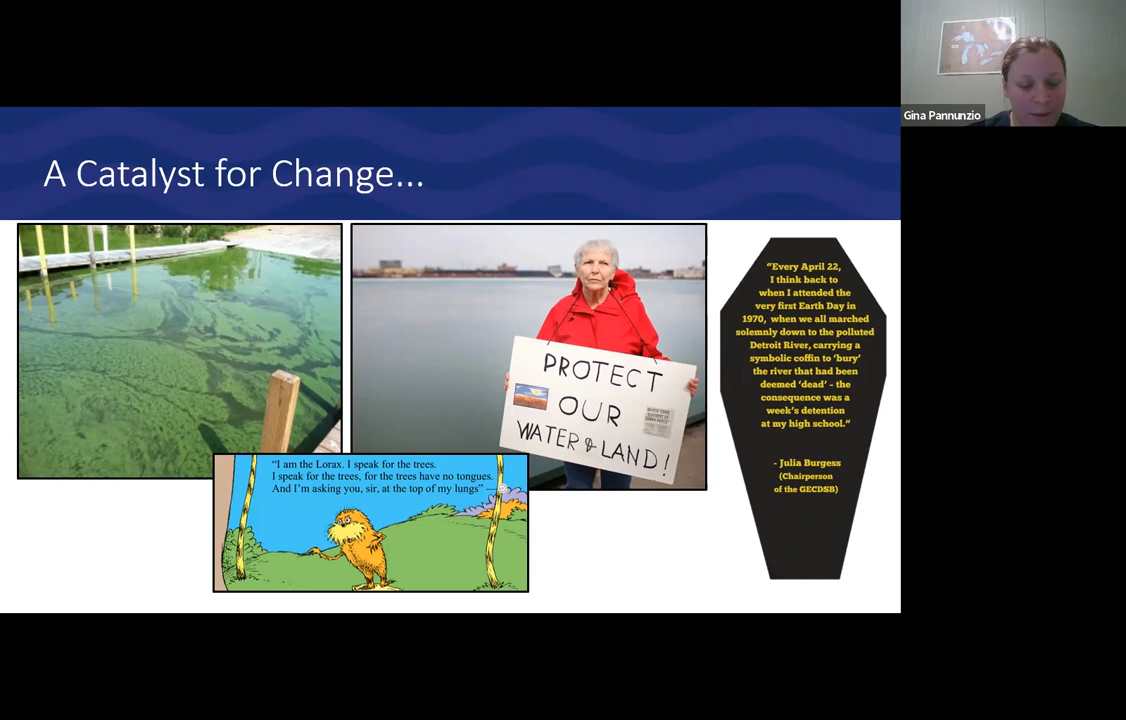 Gina Pannunzio
A Catalyst for Change...
PROTECT
OUR
WATER & LAND!
"I am the Lorax. I speak for the trees.
I speak for the trees, for the trees have no tongues.
And I'm asking you, sir, at the top of my lungs" —
"Every April 22,
I think back to
when I attended the
very first Earth Day in
1970, when we all marched
solemnly down to the polluted
Detroit River, carrying a
symbolic coffin to 'bury'
the river that had been
deemed 'dead' – the
consequence was a
week's detention
at my high school."
- Julia Burgess
(Chairperson
of the GECDSB)